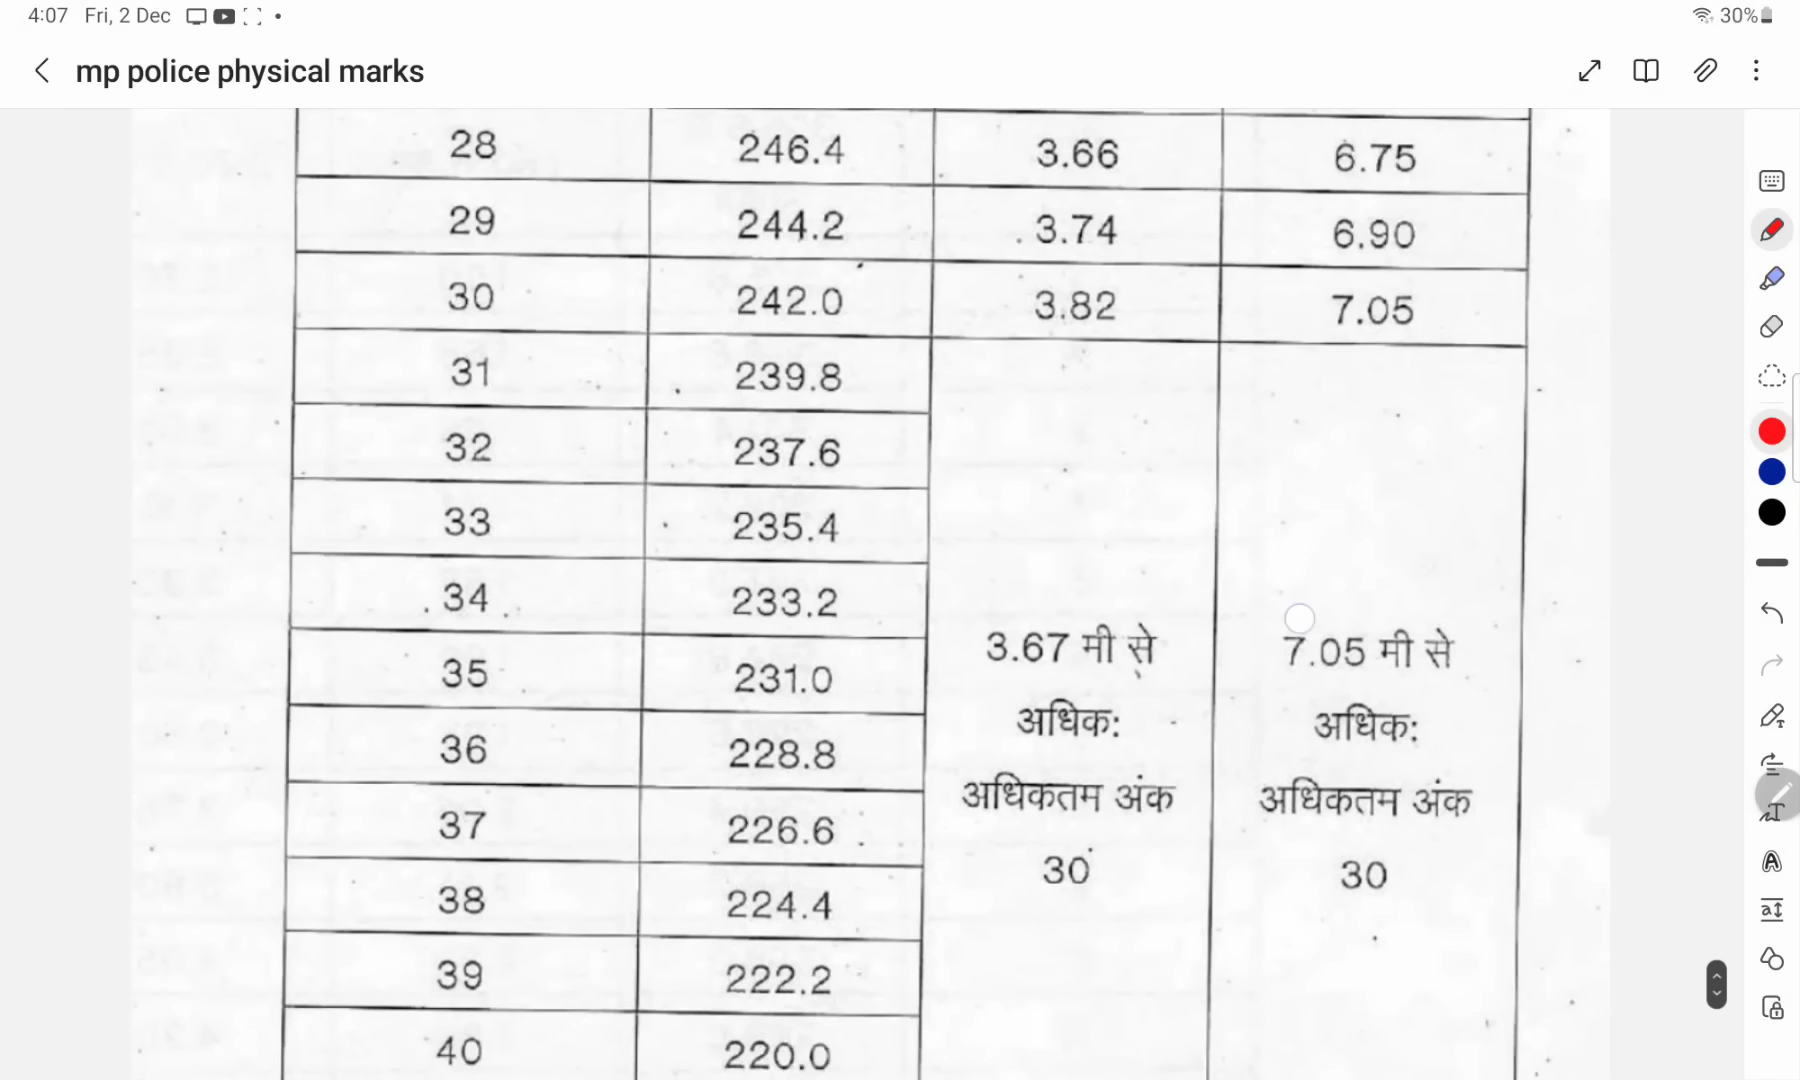 4:07 Fri, 2 Dec
30%
mp police physical marks
28 246.4 3.66 6.75
29 244.2 3.74 6.90
30 242.0 3.82 7.05
31 239.8
32 237.6
33 235.4
34 233.2
35 231.0
36 228.8
37 226.6
38 224.4
39 222.2
40 220.0
3.67 मी से
अधिक:
अधिकतम अंक
30
7.05 मी से
अधिक:
अधिकतम अंक
30